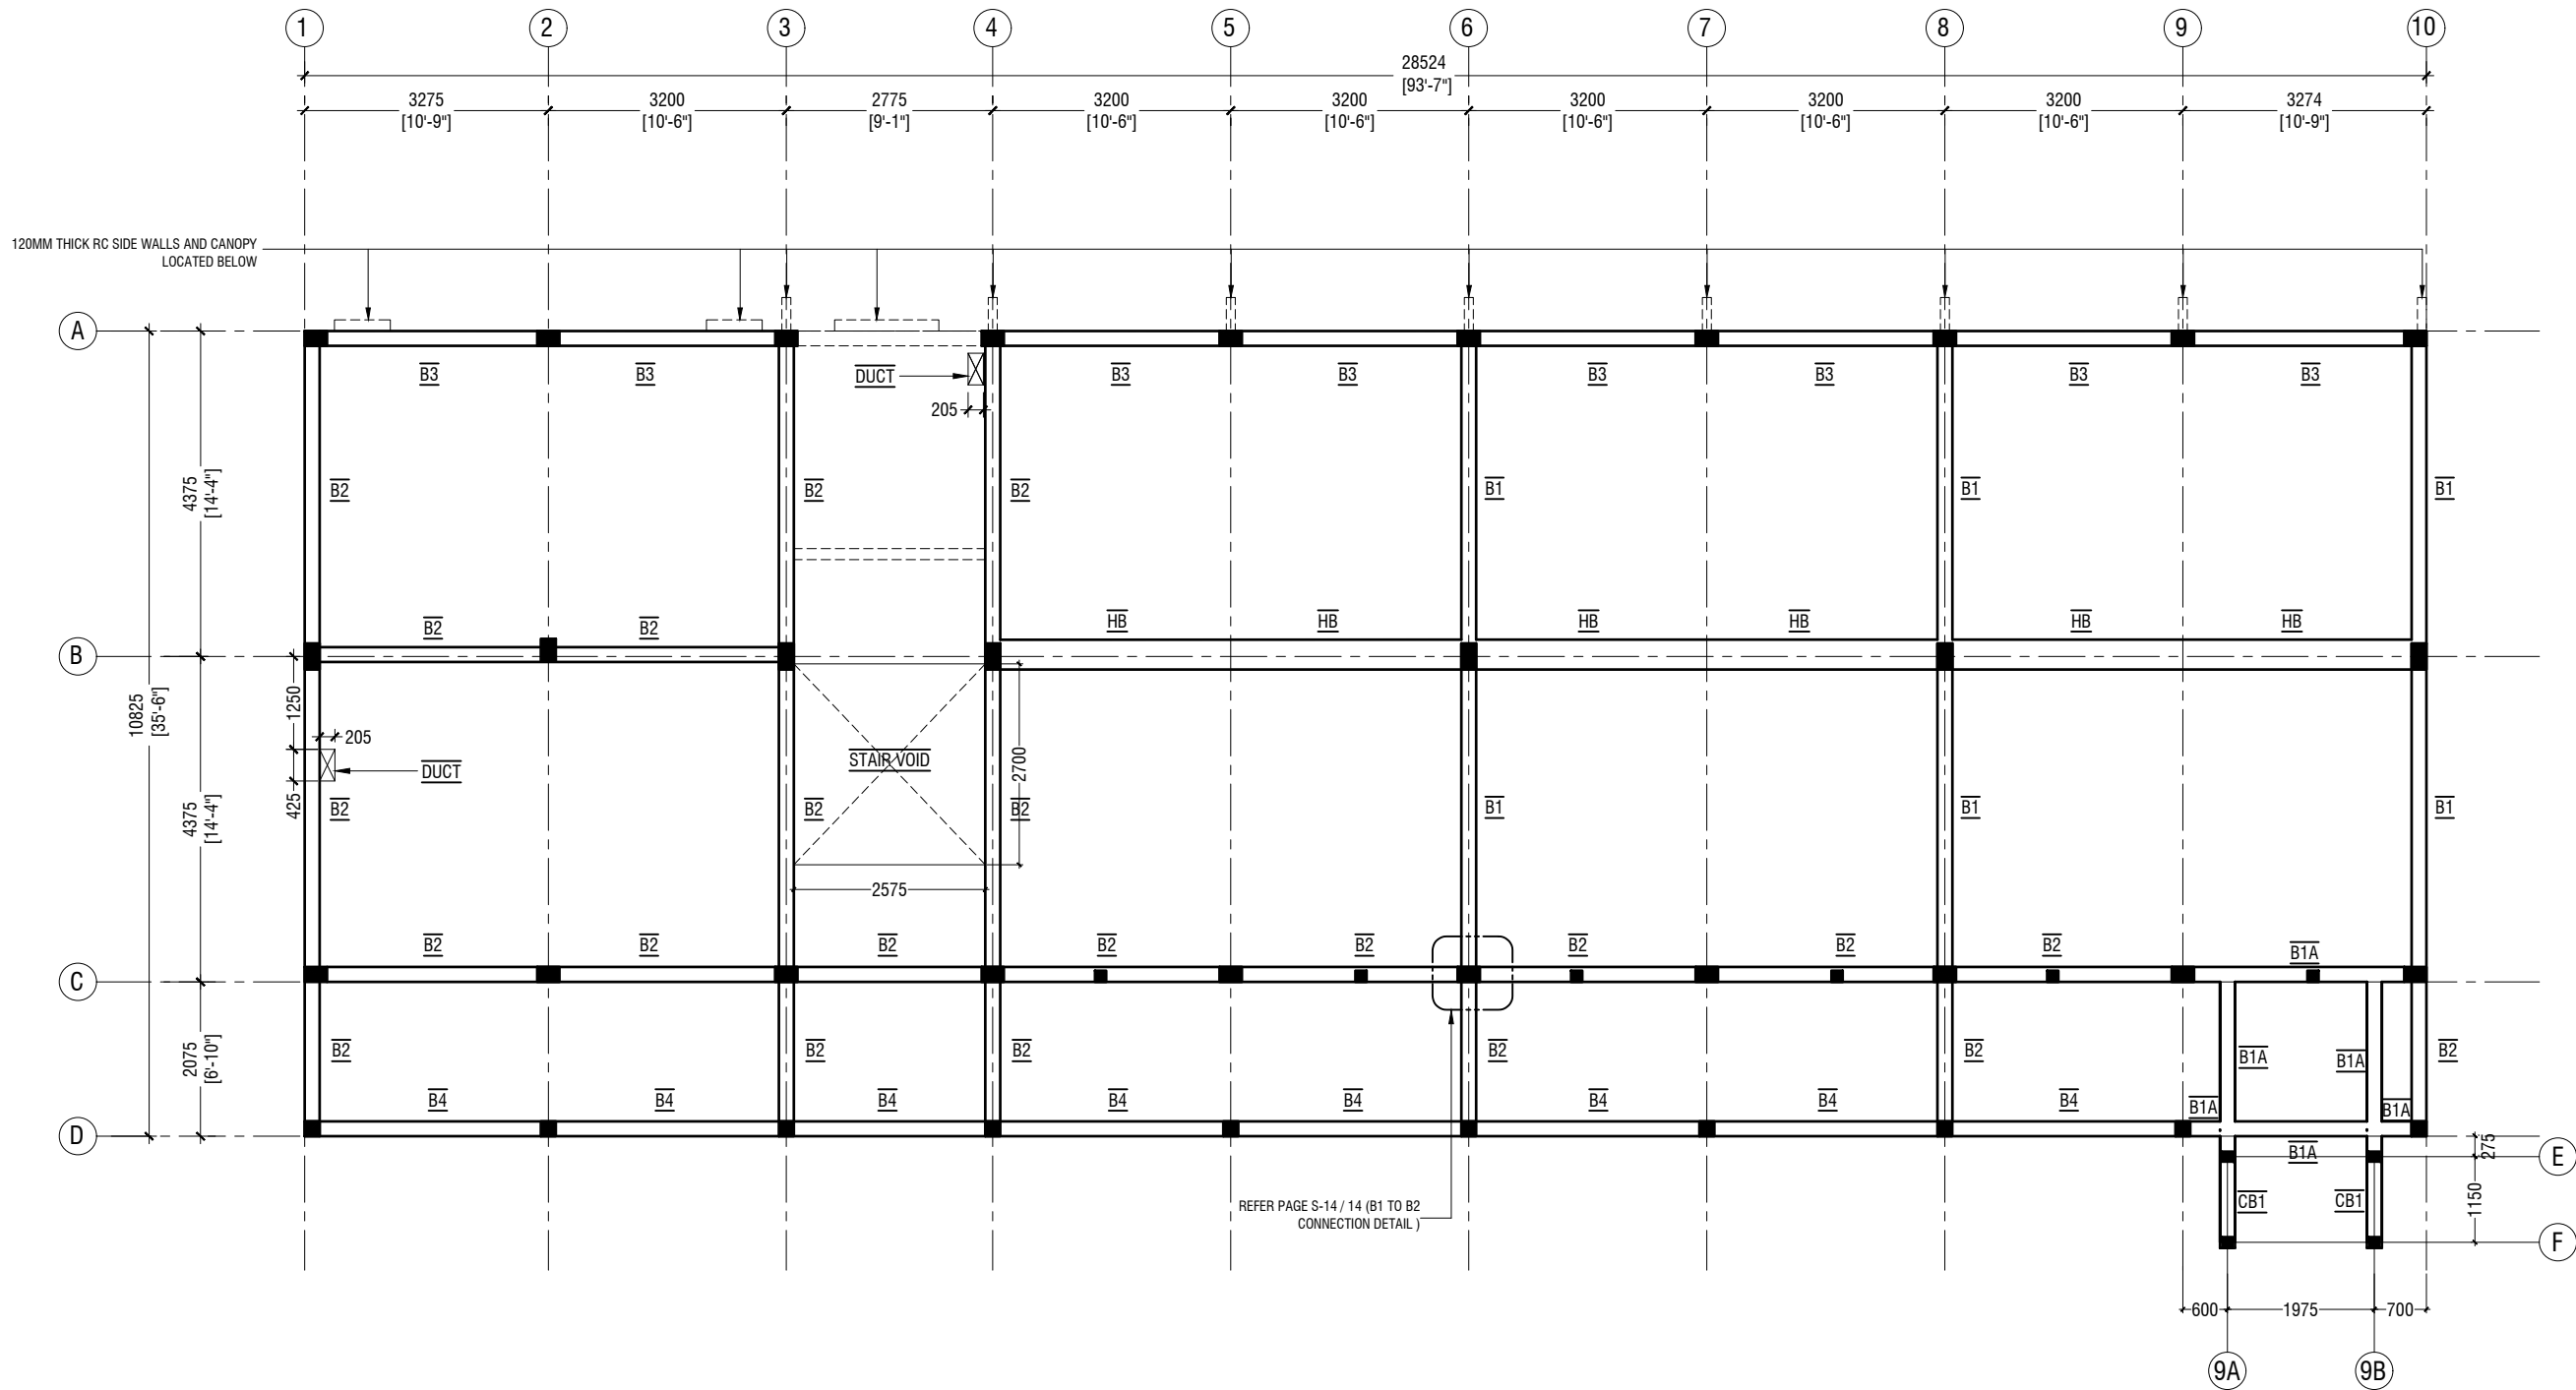 1 2 3 4 5 6 7 8 9 10
28524
[93'-7"]
3275 3200 2775 3200 3200 3200 3200 3200 3274
[10'-9"] [10'-6"] [9'-1"] [10'-6"] [10'-6"] [10'-6"] [10'-6"] [10'-6"] [10'-9"]
120MM THICK RC SIDE WALLS AND CANOPY
LOCATED BELOW
A
B3 B3 DUCT B3 B3 B3 B3 B3 B3
205
4375
[14'-4"]
B2 B2 B2 B1 B1 B1
B2 B2 HB HB HB HB HB HB
B
10825
[35'-6"]
1250
205
DUCT
425
4375
[14'-4"]
STAIR VOID
2700
B2 B2 B2 B1 B1 B1
2575
B2 B2 B2 B2 B2 B2 B2 B2 B1A
C
2075
[6'-10"]
B2 B2 B2 B2 B2 B1A B1A B2
B4 B4 B4 B4 B4 B4 B4 B4 B1A B1A
D
275
B1A
E
REFER PAGE S-14 / 14 (B1 TO B2
CONNECTION DETAIL )
CB1 CB1
1150
F
600 1975 700
9A 9B